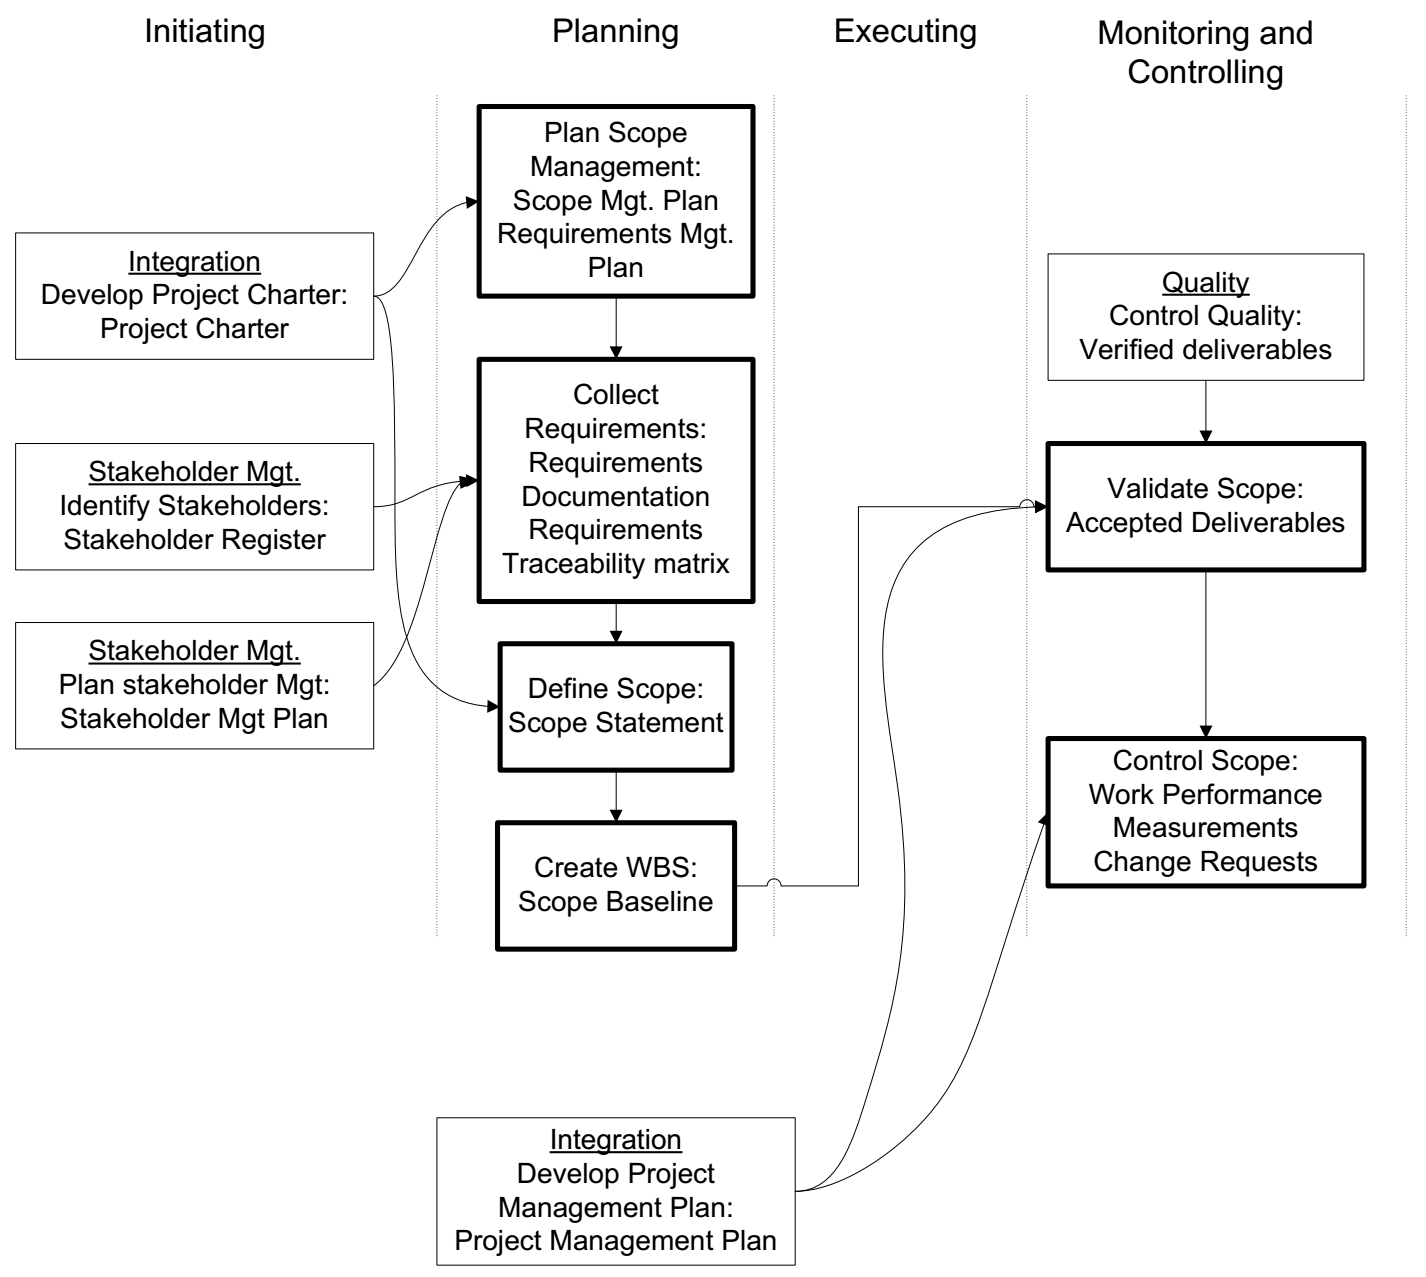 Initiating
Planning
Executing
Monitoring and
Controlling
Plan Scope
Management:
Scope Mgt. Plan
Requirements Mgt.
Plan
Integration
Develop Project Charter:
Project Charter
Quality
Control Quality:
Verified deliverables
Collect
Requirements:
Requirements
Documentation
Requirements
Traceability matrix
Stakeholder Mgt.
Identify Stakeholders:
Stakeholder Register
Validate Scope:
Accepted Deliverables
Stakeholder Mgt.
Plan stakeholder Mgt:
Stakeholder Mgt Plan
Define Scope:
Scope Statement
Control Scope:
Work Performance
Measurements
Change Requests
Create WBS:
Scope Baseline
Integration
Develop Project
Management Plan:
Project Management Plan